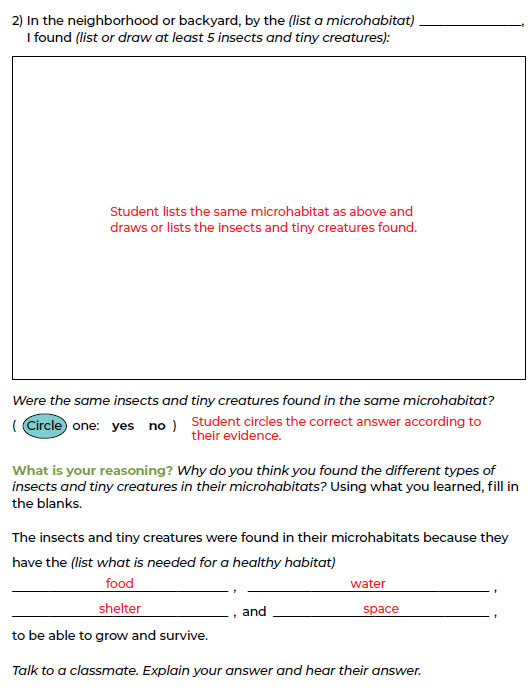 2) In the neighborhood or backyard, by the (list a microhabitat) ________________,
I found (list or draw at least 5 insects and tiny creatures):
Student lists the same microhabitat as above and
draws or lists the insects and tiny creatures found.
Were the same insects and tiny creatures found in the same microhabitat?
( Circle one: yes no ) Student circles the correct answer according to
their evidence.
What is your reasoning? Why do you think you found the different types of
insects and tiny creatures in their microhabitats? Using what you learned, fill in
the blanks.
The insects and tiny creatures were found in their microhabitats because they
have the (list what is needed for a healthy habitat)
food , water ,
shelter , and space ,
to be able to grow and survive.
Talk to a classmate. Explain your answer and hear their answer.